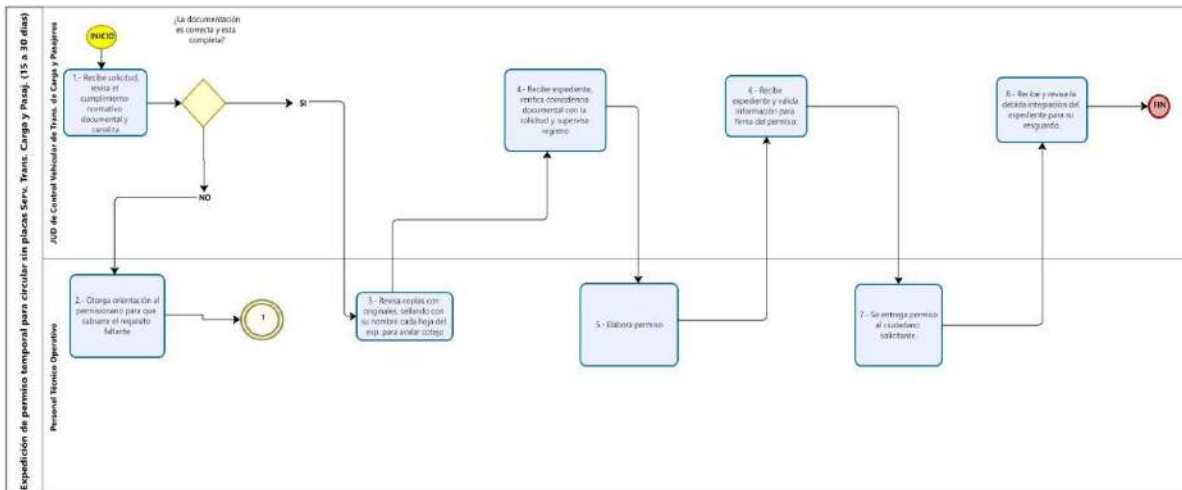 Expedición de permiso temporal para circular sin placas Serv. Trans. Carga y Pasaj. (15 a 30 días)
JUD de Control Vehicular de Trans. de Carga y Pasajeros
INICIO
¿La documentación
es correcta y está
completa?
1.- Recibe solicitud,
revisa el
cumplimiento
normativo
documental y
canaliza
SI
NO
4.- Recibe expediente,
verifica coincidencia
documental con la
solicitud y supervisa
registro
6.- Recibe
expediente y valida
información para
firma del permiso.
8.- Recibe y revisa la
debida integración del
expediente para su
resguardo.
FIN
Personal Técnico Operativo
2.- Otorga orientación al
permisionario para que
subsane el requisito
faltante
1
3.- Revisa copias con
originales, sellando con
su nombre cada hoja del
exp. para avalar cotejo
5.- Elabora permiso
7.- Se entrega permiso
al ciudadano
solicitante.